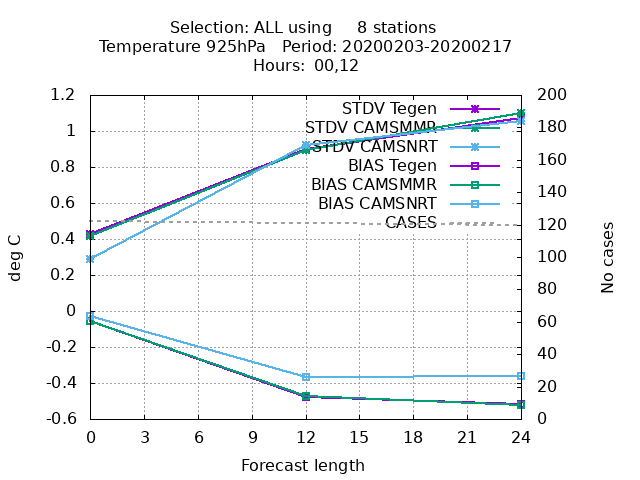 Selection: ALL using     8 stations
Temperature 925hPa   Period: 20200203-20200217
Hours:  00,12
1.2
1
0.8
0.6
0.4
0.2
0
-0.2
-0.4
-0.6
deg C
STDV Tegen
STDV CAMSMMR
STDV CAMSNRT
BIAS Tegen
BIAS CAMSMMR
BIAS CAMSNRT
CASES
200
180
160
140
120
100
80
60
40
20
0
No cases
0 3 6 9 12 15 18 21 24
Forecast length